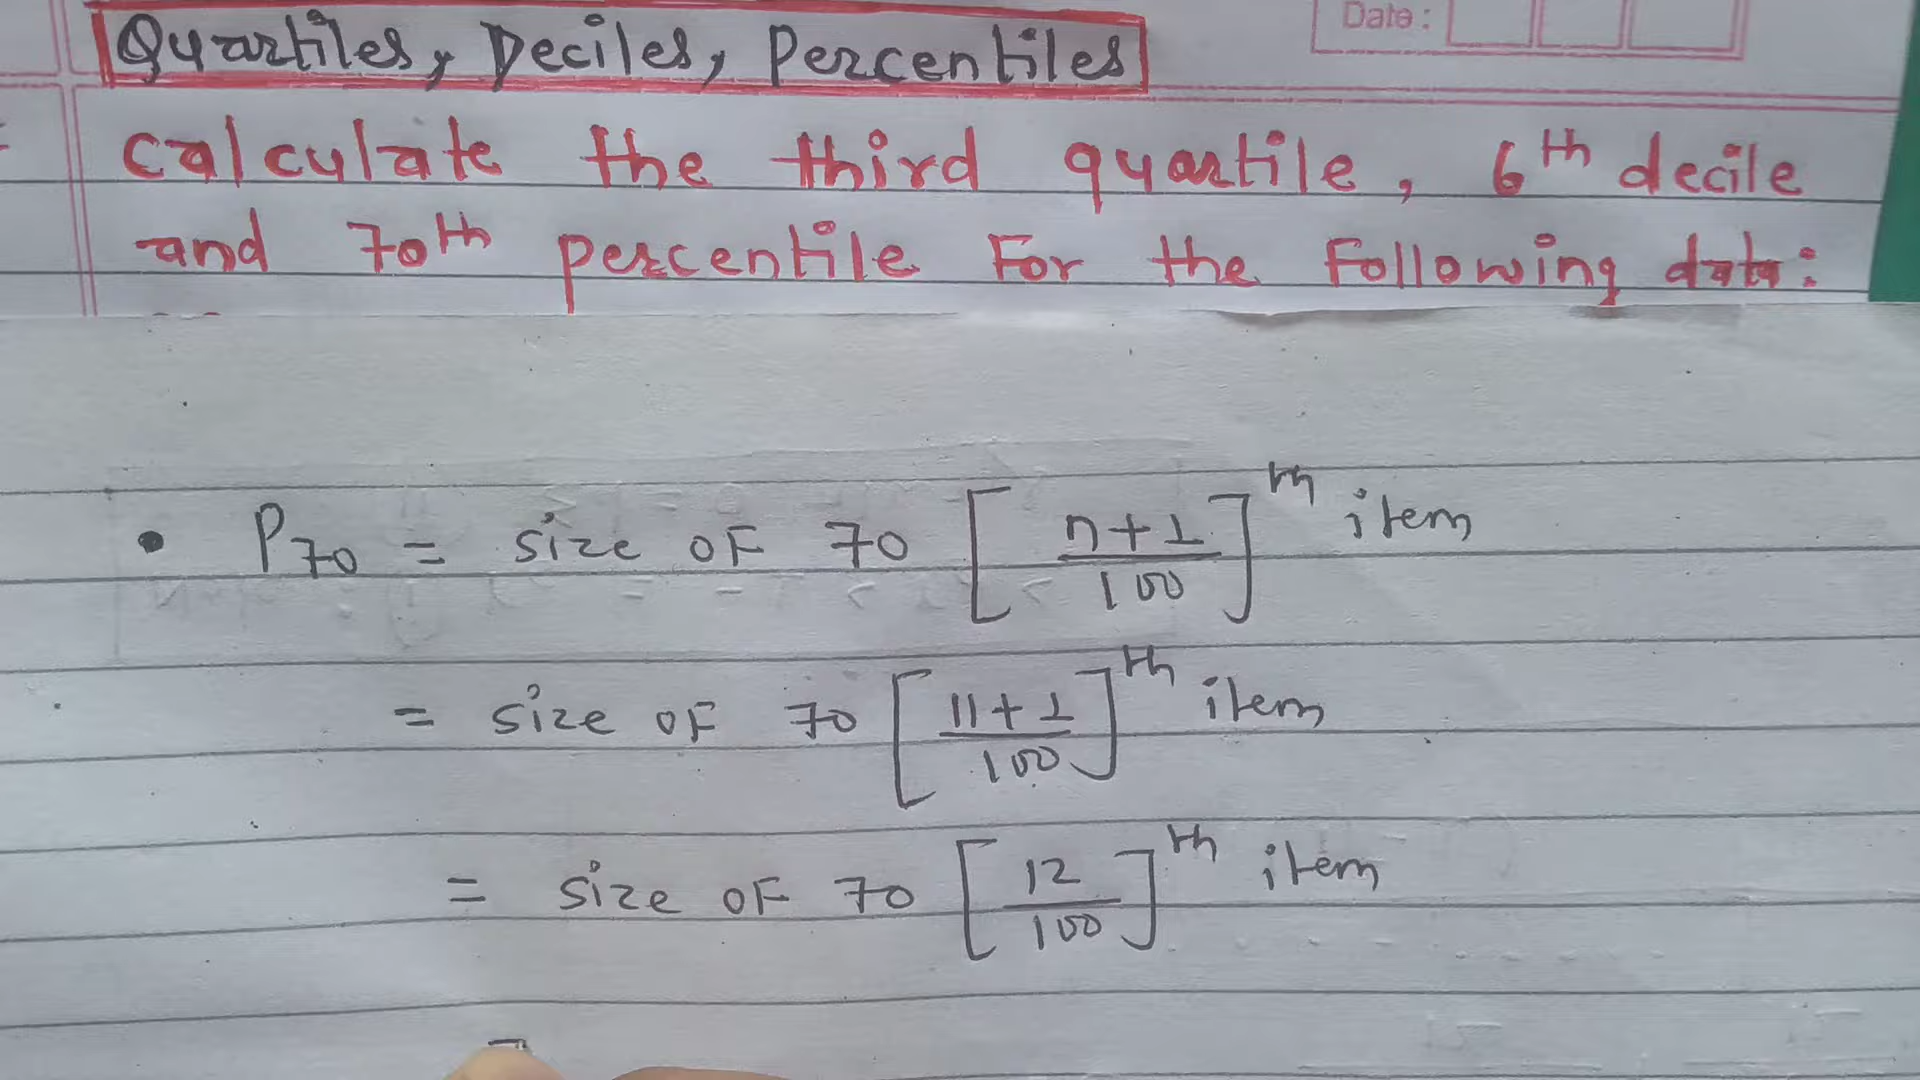 Date:
Quartiles, Deciles, Percentiles
calculate the third quartile, 6th decile
and 70th percentile For the Following data:
• P70 = size of 70 [n+1/100]th item
= size of 70 [11+1/100]th item
= size of 70 [12/100]th item